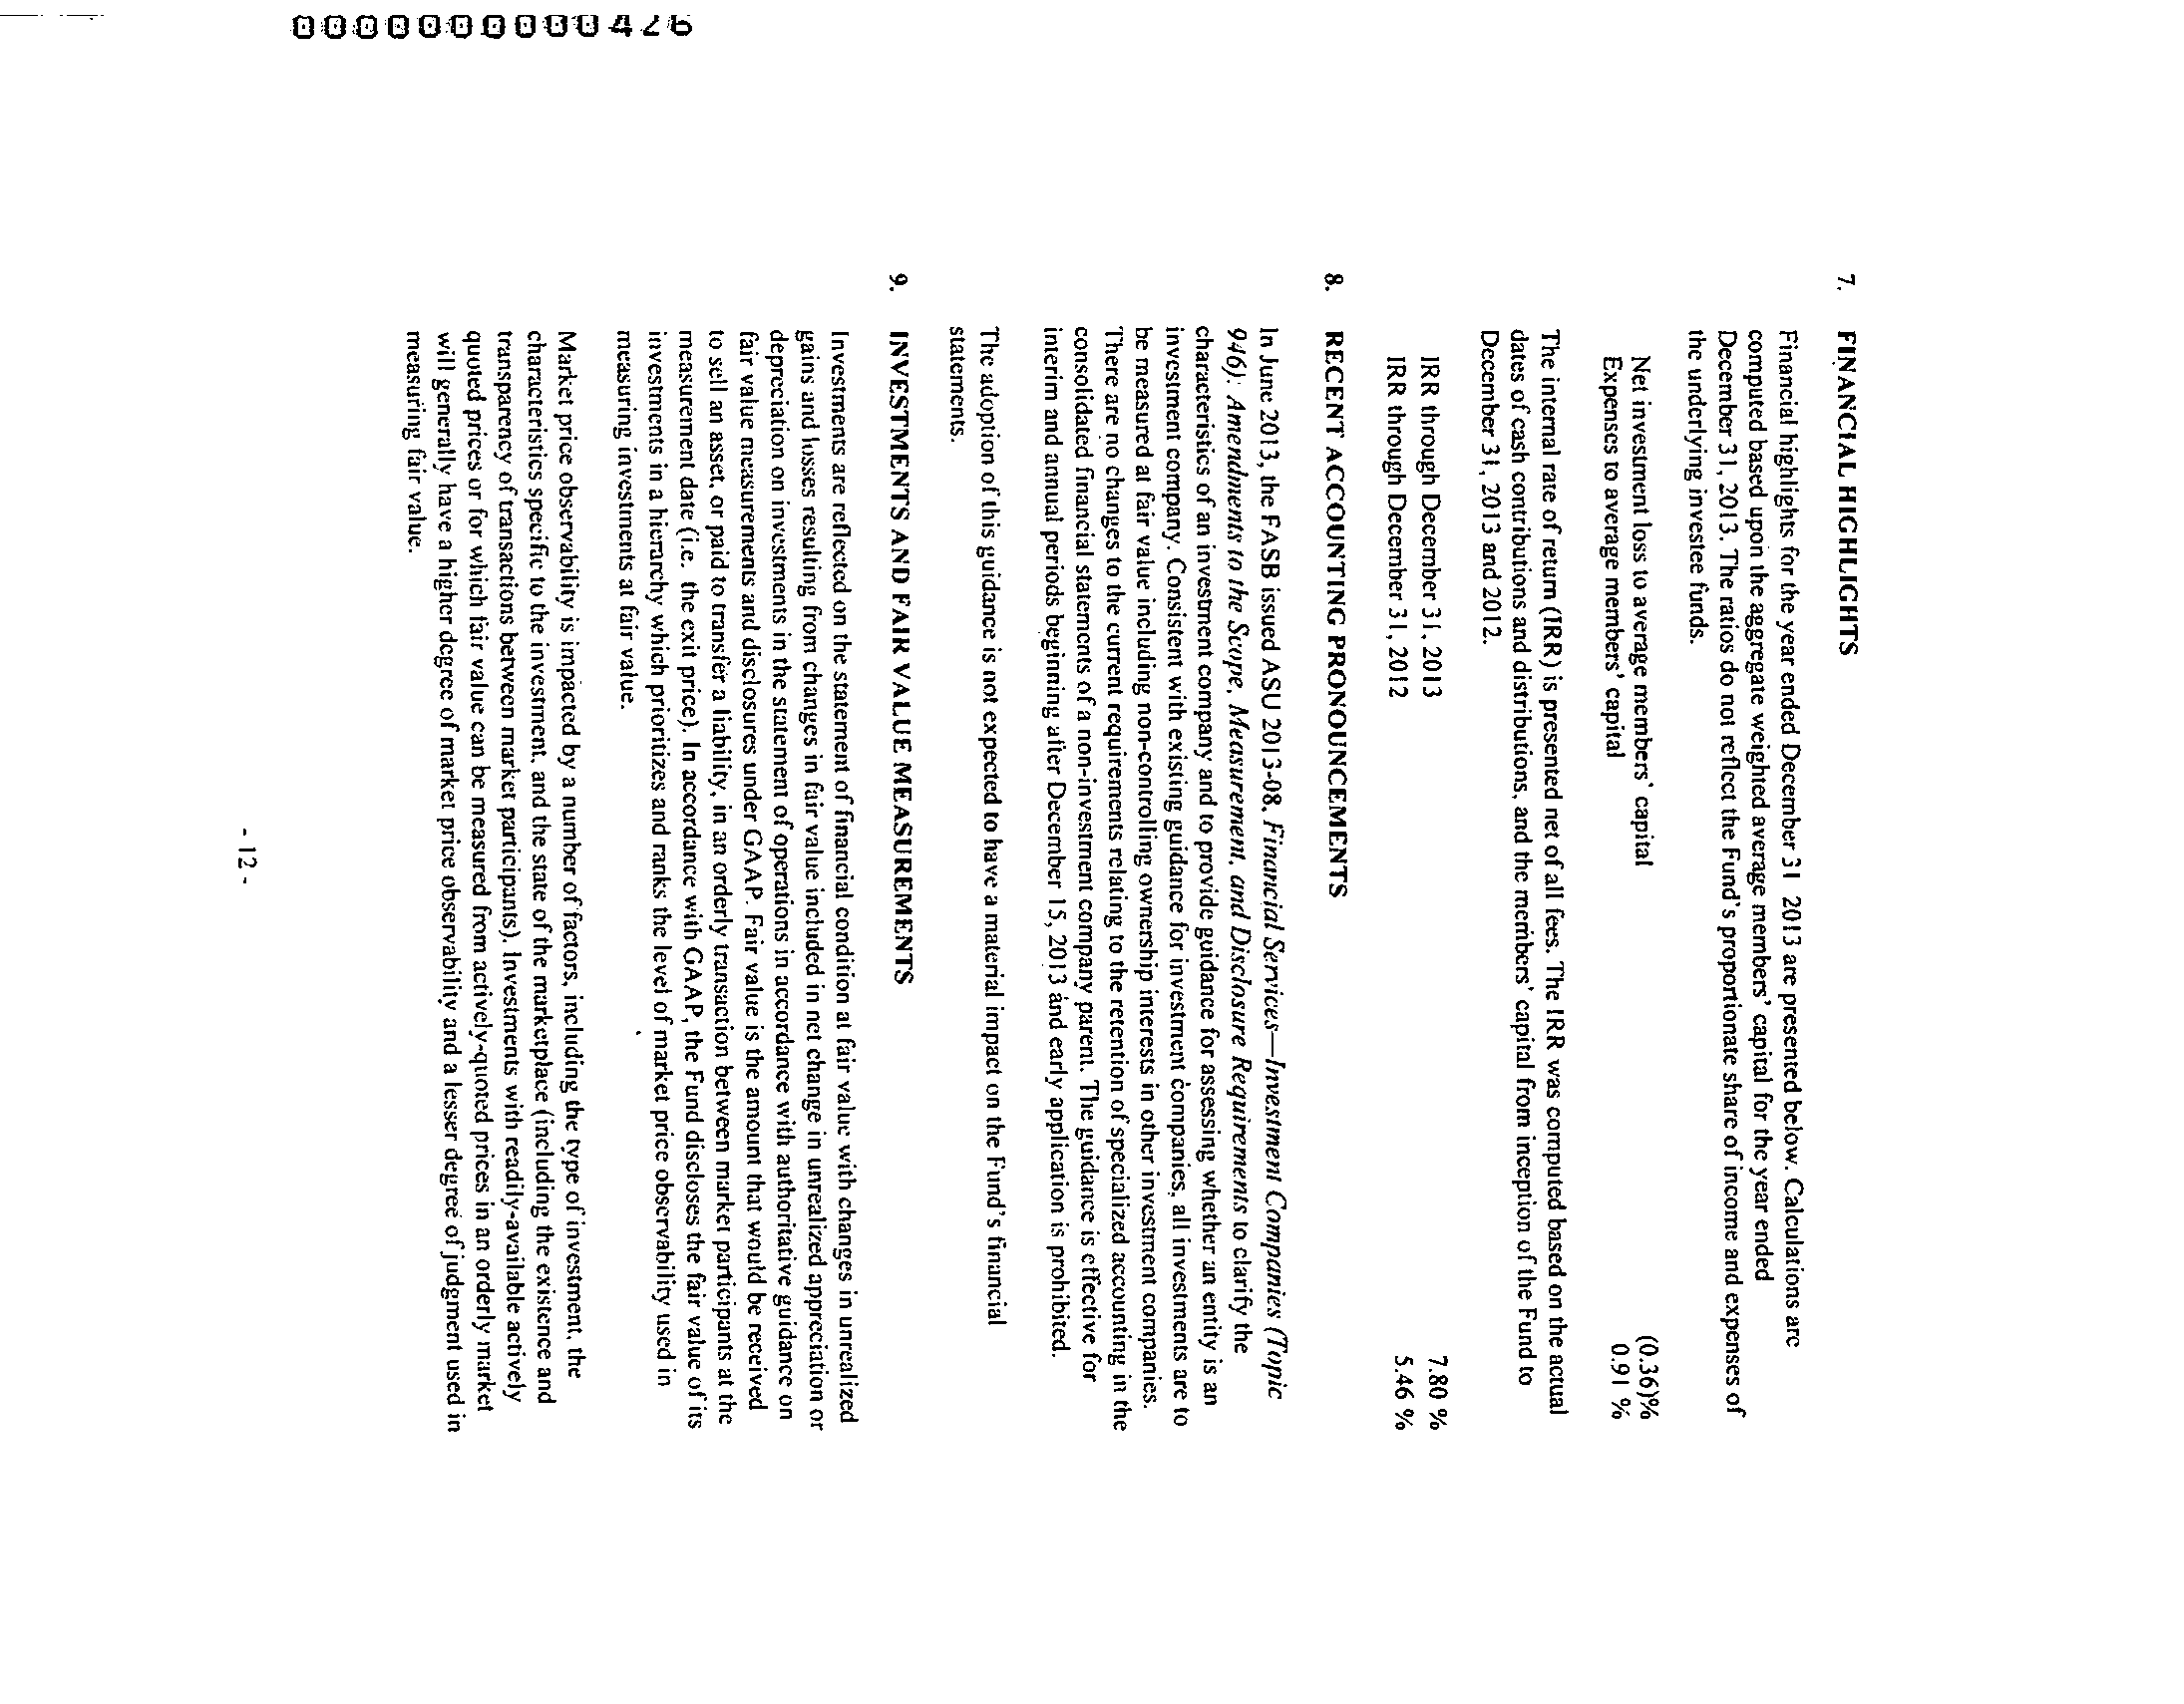 7. FINANCIAL HIGHLIGHTS
Financial highlights for the year ended December 31 2013 are presented below. Calculations are
computed based upon the aggregate weighted average members' capital for the year ended
December 31, 2013. The ratios do not reflect the Fund's proportionate share of income and expenses of
the underlying investee funds.
Net investment loss to average members' capital (0.36)%
Expenses to average members' capital 0.91 %
The internal rate of return (IRR) is presented net of all fees. The IRR was computed based on the actual
dates of cash contributions and distributions, and the members' capital from inception of the Fund to
December 31, 2013 and 2012.
IRR through December 31, 2013 7.80 %
IRR through December 31, 2012 5.46 %
8. RECENT ACCOUNTING PRONOUNCEMENTS
In June 2013, the FASB issued ASU 2013-08, Financial Services—Investment Companies (Topic
946): Amendments to the Scope, Measurement, and Disclosure Requirements to clarify the
characteristics of an investment company and to provide guidance for assessing whether an entity is an
investment company. Consistent with existing guidance for investment companies, all investments are to
be measured at fair value including non-controlling ownership interests in other investment companies.
There are no changes to the current requirements relating to the retention of specialized accounting in the
consolidated financial statements of a non-investment company parent. The guidance is effective for
interim and annual periods beginning after December 15, 2013 and early application is prohibited.
The adoption of this guidance is not expected to have a material impact on the Fund's financial
statements.
9. INVESTMENTS AND FAIR VALUE MEASUREMENTS
Investments are reflected on the statement of financial condition at fair value with changes in unrealized
gains and losses resulting from changes in fair value included in net change in unrealized appreciation or
depreciation on investments in the statement of operations in accordance with authoritative guidance on
fair value measurements and disclosures under GAAP. Fair value is the amount that would be received
to sell an asset, or paid to transfer a liability, in an orderly transaction between market participants at the
measurement date (i.e. the exit price). In accordance with GAAP, the Fund discloses the fair value of its
investments in a hierarchy which prioritizes and ranks the level of market price observability used in
measuring investments at fair value.
Market price observability is impacted by a number of factors, including the type of investment, the
characteristics specific to the investment, and the state of the marketplace (including the existence and
transparency of transactions between market participants). Investments with readily-available actively
quoted prices or for which fair value can be measured from actively-quoted prices in an orderly market
will generally have a higher degree of market price observability and a lesser degree of judgment used in
measuring fair value.
- 12 -